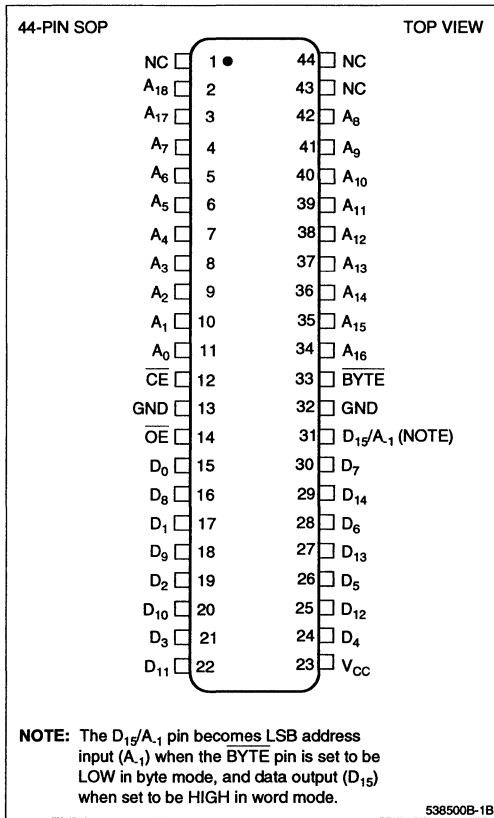 44-PIN SOP TOP VIEW
NC 1 44 NC
A18 2 43 NC
A17 3 42 A8
A7 4 41 A9
A6 5 40 A10
A5 6 39 A11
A4 7 38 A12
A3 8 37 A13
A2 9 36 A14
A1 10 35 A15
A0 11 34 A16
C̅E̅ 12 33 B̅Y̅T̅E̅
GND 13 32 GND
O̅E̅ 14 31 D15/A-1 (NOTE)
D0 15 30 D7
D8 16 29 D14
D1 17 28 D6
D9 18 27 D13
D2 19 26 D5
D10 20 25 D12
D3 21 24 D4
D11 22 23 VCC
NOTE: The D15/A-1 pin becomes LSB address
input (A-1) when the B̅Y̅T̅E̅ pin is set to be
LOW in byte mode, and data output (D15)
when set to be HIGH in word mode.
538500B-1B